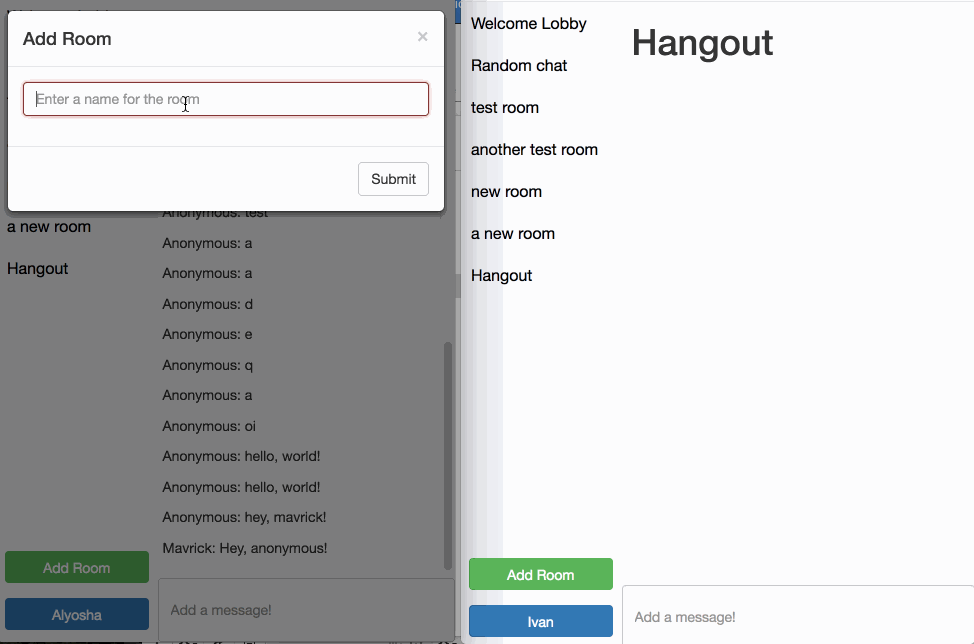 Add Room
×
Enter a name for the room
Submit
a new room
Hangout
Anonymous: test
Anonymous: a
Anonymous: a
Anonymous: d
Anonymous: e
Anonymous: q
Anonymous: a
Anonymous: oi
Anonymous: hello, world!
Anonymous: hello, world!
Anonymous: hey, mavrick!
Mavrick: Hey, anonymous!
Add Room
Alyosha
Add a message!
Welcome Lobby
Random chat
test room
another test room
new room
a new room
Hangout
Hangout
Add Room
Ivan
Add a message!